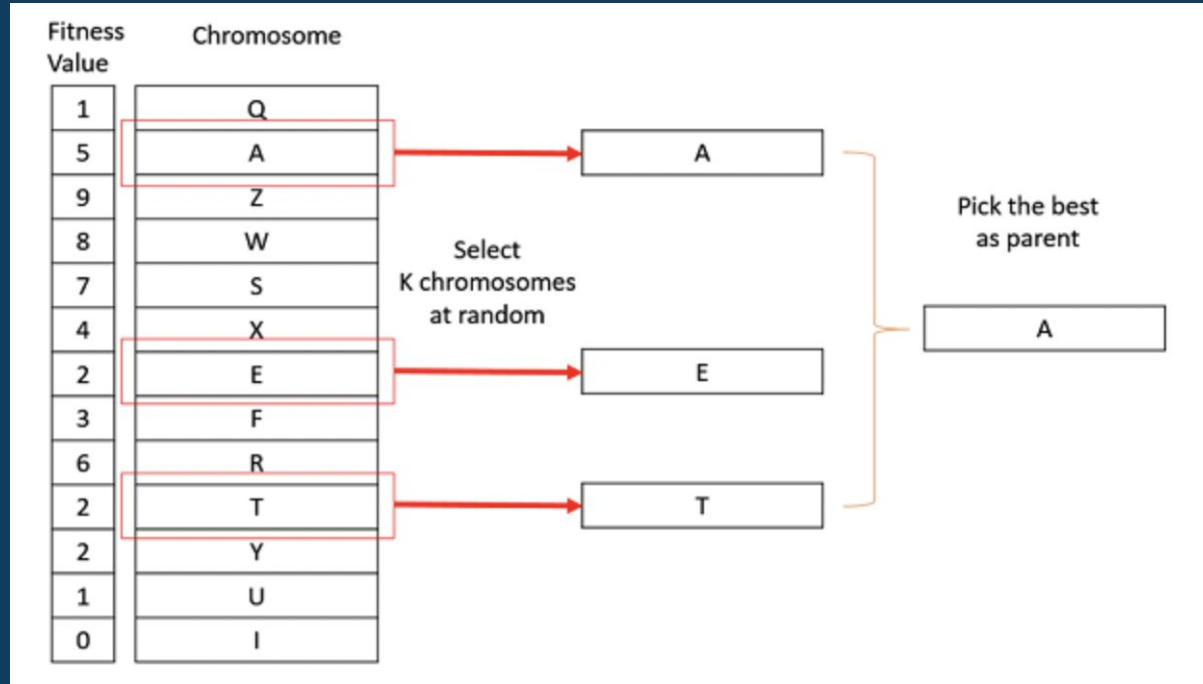 Fitness
Value
Chromosome
1 Q
5 A
9 Z
8 W
7 S
4 X
2 E
3 F
6 R
2 T
2 Y
1 U
0 I
Select
K chromosomes
at random
A
E
T
Pick the best
as parent
A